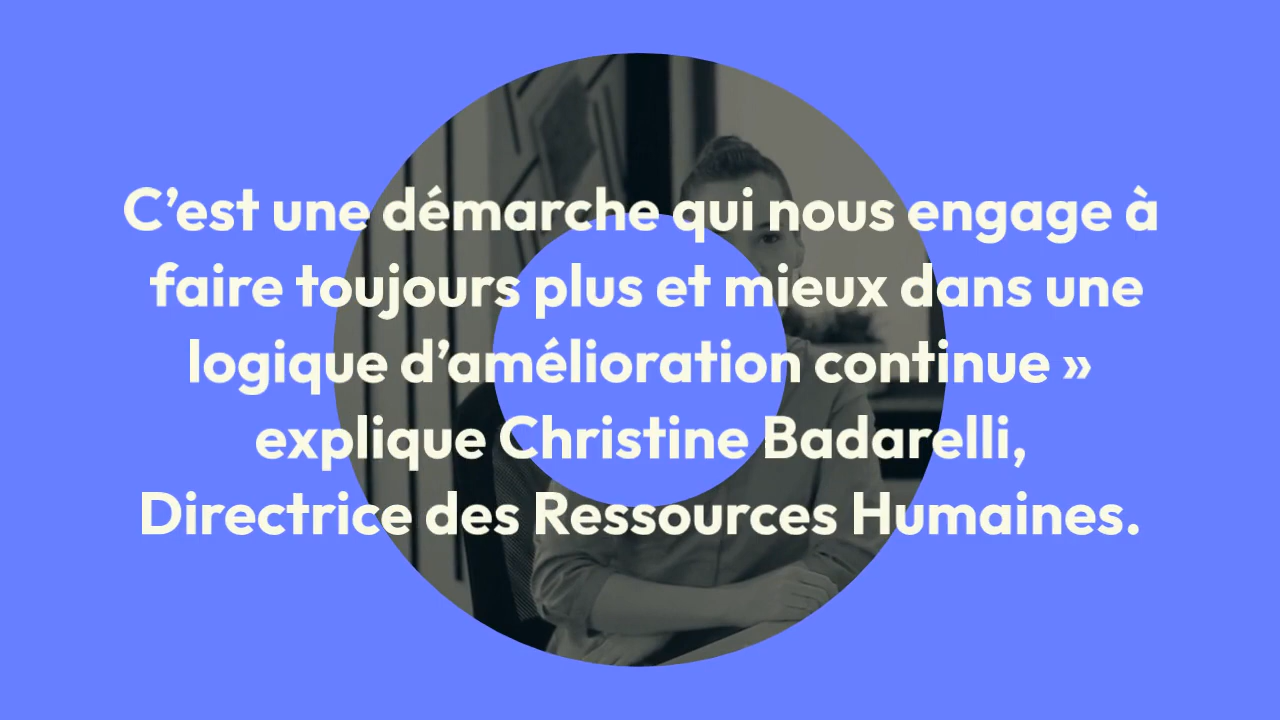 C’est une démarche qui nous engage à
faire toujours plus et mieux dans une
logique d’amélioration continue »
explique Christine Badarelli,
Directrice des Ressources Humaines.